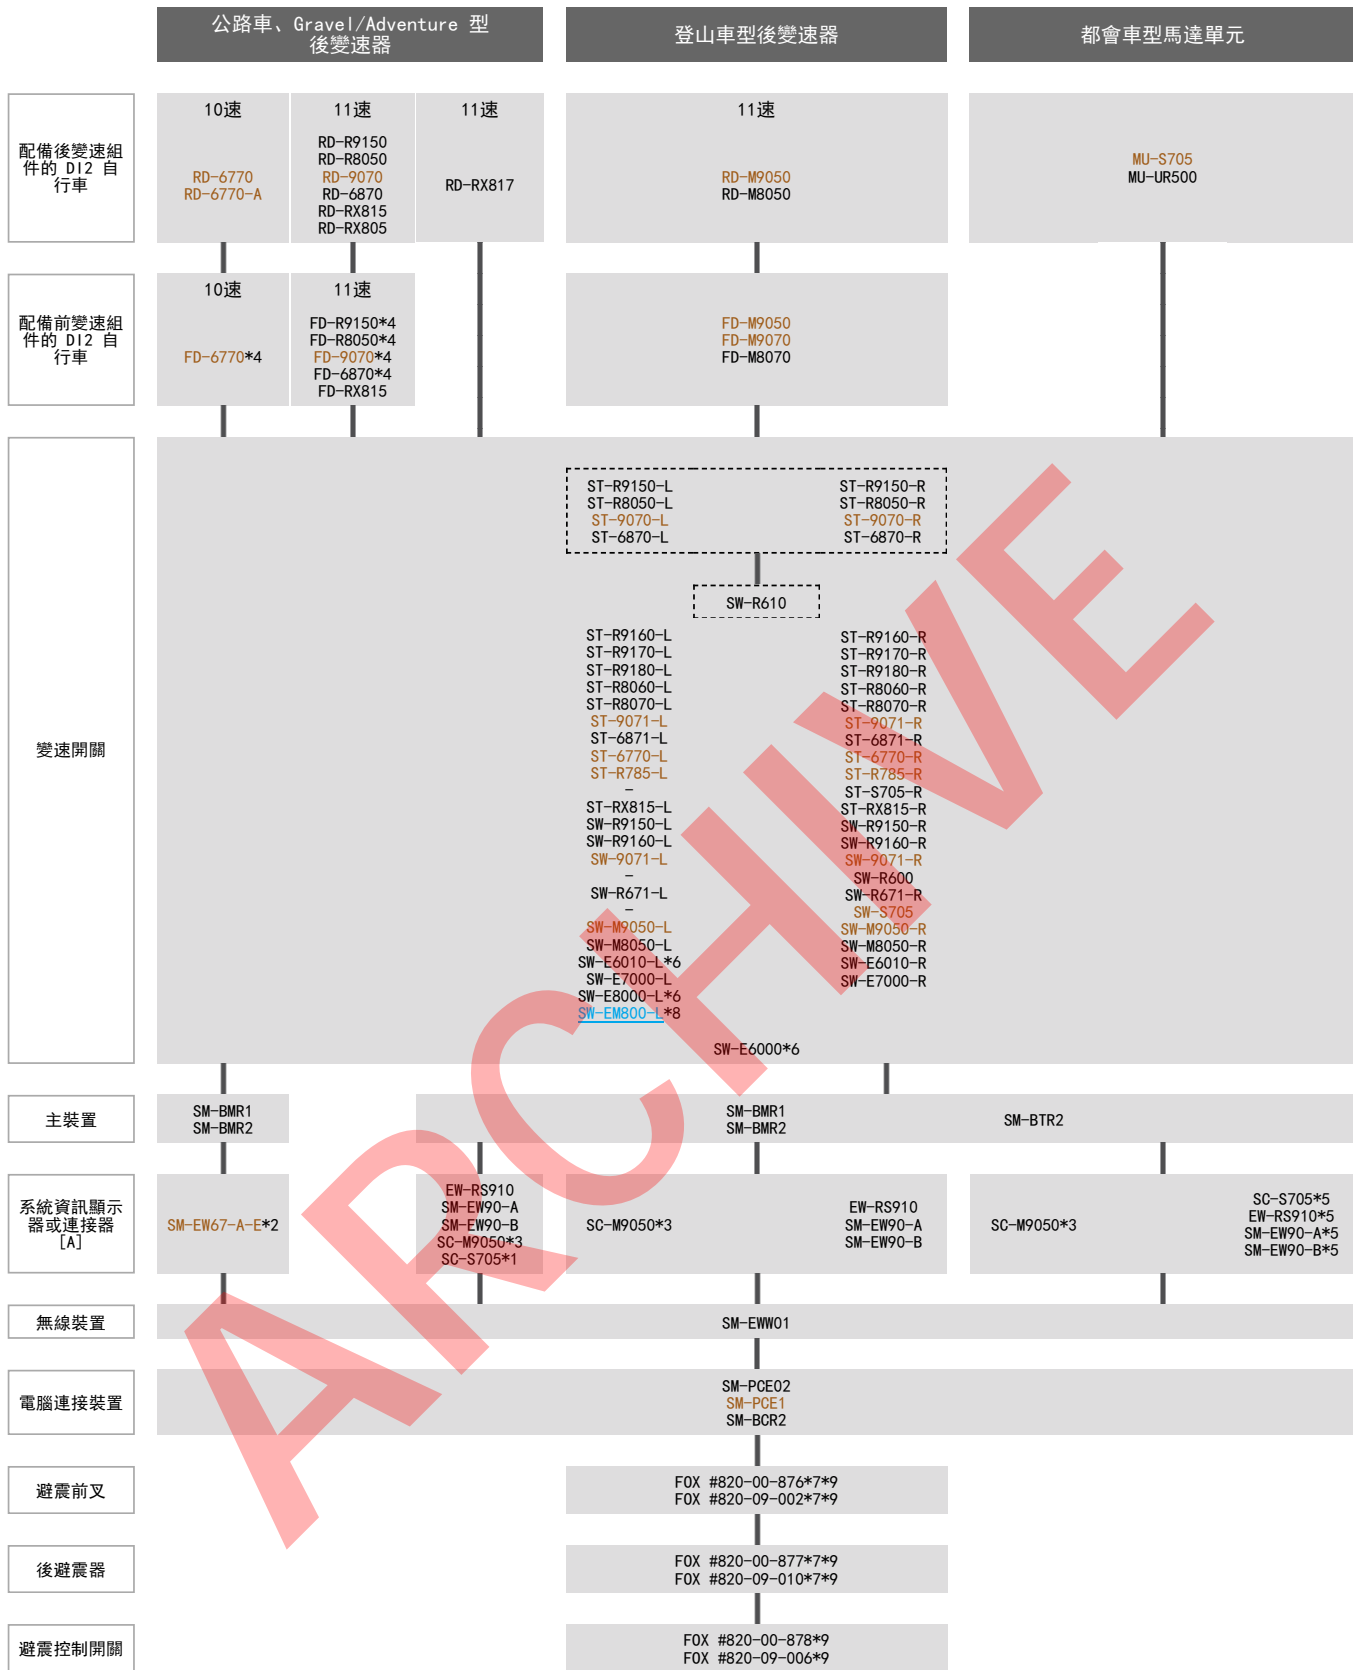 公路車、Gravel/Adventure 型
後變速器
登山車型後變速器
都會車型馬達單元
配備後變速組
件的 DI2 自
行車
10速
RD-6770
RD-6770-A
11速
RD-R9150
RD-R8050
RD-9070
RD-6870
RD-RX815
RD-RX805
11速
RD-RX817
11速
RD-M9050
RD-M8050
MU-S705
MU-UR500
配備前變速組
件的 DI2 自
行車
10速
FD-6770*4
11速
FD-R9150*4
FD-R8050*4
FD-9070*4
FD-6870*4
FD-RX815
FD-M9050
FD-M9070
FD-M8070
變速開關
ST-R9150-L
ST-R8050-L
ST-9070-L
ST-6870-L
ST-R9150-R
ST-R8050-R
ST-9070-R
ST-6870-R
SW-R610
ST-R9160-L
ST-R9170-L
ST-R9180-L
ST-R8060-L
ST-R8070-L
ST-9071-L
ST-6871-L
ST-6770-L
ST-R785-L
-
ST-RX815-L
SW-R9150-L
SW-R9160-L
SW-9071-L
-
SW-R671-L
-
SW-M9050-L
SW-M8050-L
SW-E6010-L*6
SW-E7000-L
SW-E8000-L*6
SW-EM800-L*8
ST-R9160-R
ST-R9170-R
ST-R9180-R
ST-R8060-R
ST-R8070-R
ST-9071-R
ST-6871-R
ST-6770-R
ST-R785-R
ST-S705-R
ST-RX815-R
SW-R9150-R
SW-R9160-R
SW-9071-R
SW-R600
SW-R671-R
SW-S705
SW-M9050-R
SW-M8050-R
SW-E6010-R
SW-E7000-R
SW-E6000*6
主裝置
SM-BMR1
SM-BMR2
SM-BMR1
SM-BMR2
SM-BTR2
系統資訊顯示
器或連接器
[A]
SM-EW67-A-E*2
EW-RS910
SM-EW90-A
SM-EW90-B
SC-M9050*3
SC-S705*1
SC-M9050*3
EW-RS910
SM-EW90-A
SM-EW90-B
SC-M9050*3
SC-S705*5
EW-RS910*5
SM-EW90-A*5
SM-EW90-B*5
無線裝置
SM-EWW01
電腦連接裝置
SM-PCE02
SM-PCE1
SM-BCR2
避震前叉
FOX #820-00-876*7*9
FOX #820-09-002*7*9
後避震器
FOX #820-00-877*7*9
FOX #820-09-010*7*9
避震控制開關
FOX #820-00-878*9
FOX #820-09-006*9
ARCHIVE